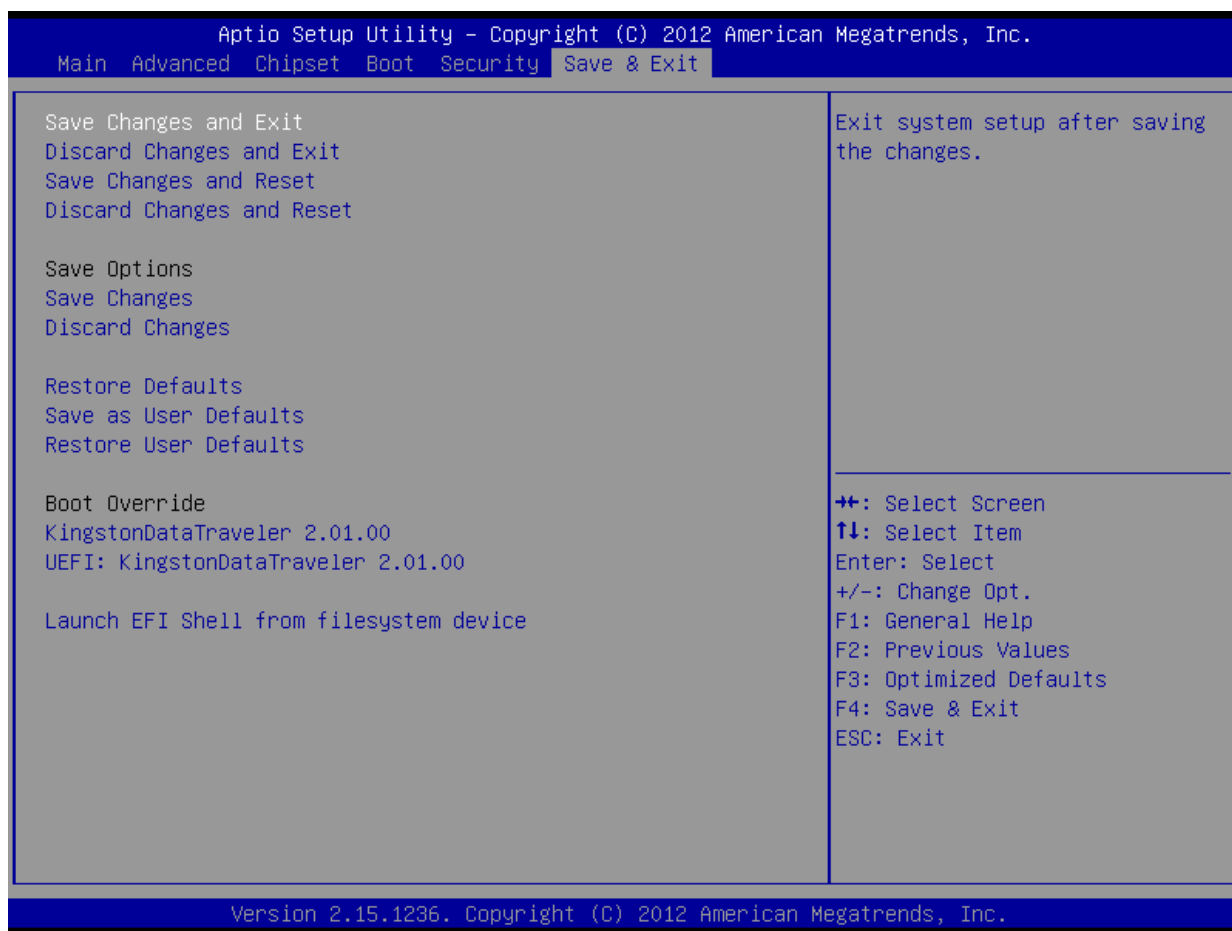 Aptio Setup Utility – Copyright (C) 2012 American Megatrends, Inc.
Main Advanced Chipset Boot Security Save & Exit
Save Changes and Exit
Discard Changes and Exit
Save Changes and Reset
Discard Changes and Reset
Save Options
Save Changes
Discard Changes
Restore Defaults
Save as User Defaults
Restore User Defaults
Boot Override
KingstonDataTraveler 2.01.00
UEFI: KingstonDataTraveler 2.01.00
Launch EFI Shell from filesystem device
Exit system setup after saving
the changes.
→←: Select Screen
↑↓: Select Item
Enter: Select
+/-: Change Opt.
F1: General Help
F2: Previous Values
F3: Optimized Defaults
F4: Save & Exit
ESC: Exit
Version 2.15.1236. Copyright (C) 2012 American Megatrends, Inc.